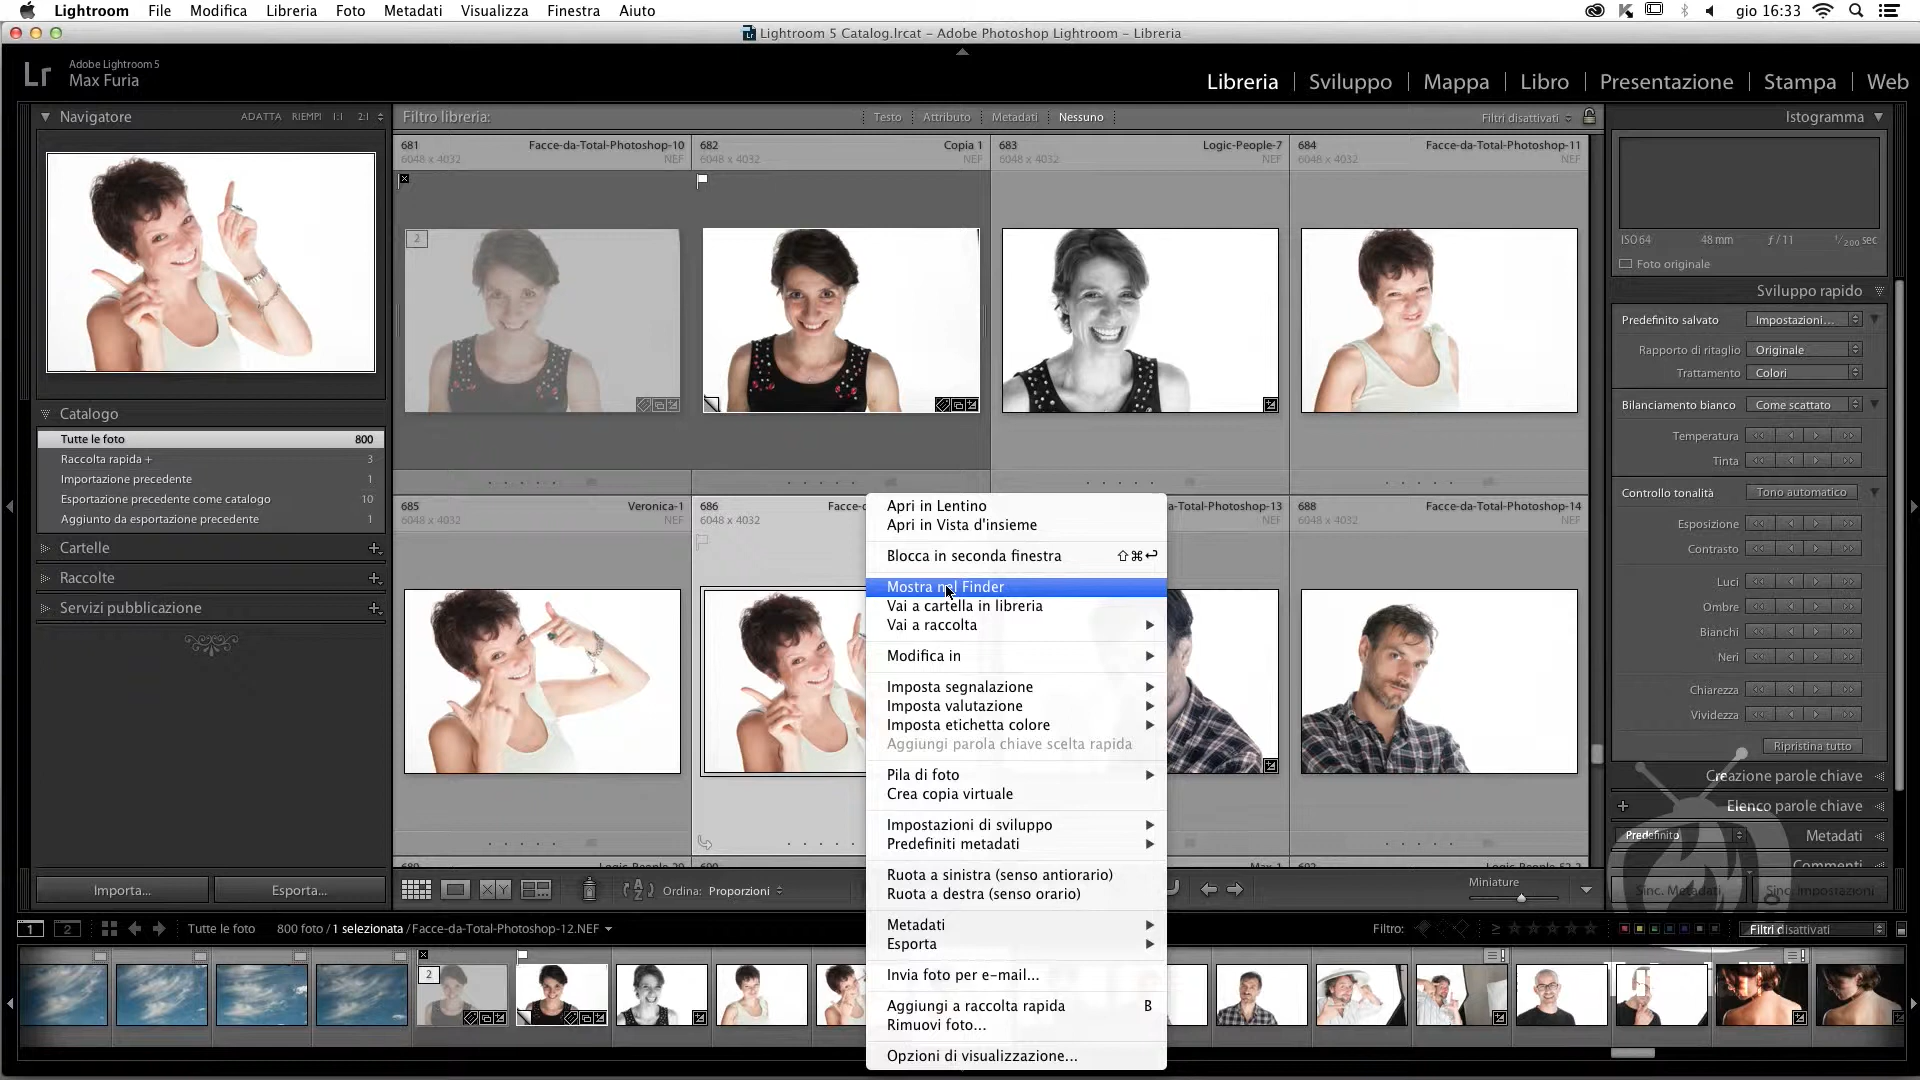 Lightroom File Modifica Libreria Foto Metadati Visualizza Finestra Aiuto gio 16:33
Lightroom 5 Catalog.lrcat – Adobe Photoshop Lightroom – Libreria
Lr Adobe Lightroom 5
Max Furia
Libreria Sviluppo Mappa Libro Presentazione Stampa Web
Navigatore ADATTA RIEMPI 1:1 2:1
Catalogo
Tutte le foto 800
Raccolta rapida + 3
Importazione precedente 1
Esportazione precedente come catalogo 10
Aggiunto da esportazione precedente 1
Cartelle
Raccolte
Servizi pubblicazione
Importa... Esporta...
Filtro libreria: Testo Attributo Metadati Nessuno Filtri disattivati
681 Facce-da-Total-Photoshop-10
6048 x 4032 NEF
2
682 Copia 1
6048 x 4032 NEF
683 Logic-People-7
6048 x 4032 NEF
684 Facce-da-Total-Photoshop-11
6048 x 4032 NEF
685 Veronica-1
6048 x 4032 NEF
686
6048 x 4032
a-Total-Photoshop-13
NEF
688 Facce-da-Total-Photoshop-14
6048 x 4032 NEF
Apri in Lentino
Apri in Vista d'insieme
Blocca in seconda finestra ⇧⌘↩
Mostra nel Finder
Vai a cartella in libreria
Vai a raccolta
Modifica in
Imposta segnalazione
Imposta valutazione
Imposta etichetta colore
Aggiungi parola chiave scelta rapida
Pila di foto
Crea copia virtuale
Impostazioni di sviluppo
Predefiniti metadati
Ruota a sinistra (senso antiorario)
Ruota a destra (senso orario)
Metadati
Esporta
Invia foto per e-mail...
Aggiungi a raccolta rapida B
Rimuovi foto...
Opzioni di visualizzazione...
Istogramma
ISO 64 48 mm ƒ / 11 1/200 sec
Foto originale
Sviluppo rapido
Predefinito salvato Impostazioni...
Rapporto di ritaglio Originale
Trattamento Colori
Bilanciamento bianco Come scattato
Temperatura
Tinta
Controllo tonalità Tono automatico
Esposizione
Contrasto
Luci
Ombre
Bianchi
Neri
Chiarezza
Vividezza
Ripristina tutto
Creazione parole chiave
Elenco parole chiave
Predefinito Metadati
Commenti
Sinc. Metadati Sinc. Impostazioni
XY Ordina: Proporzioni Miniature
1 2 Tutte le foto 800 foto / 1 selezionata / Facce-da-Total-Photoshop-12.NEF Filtro: Filtri disattivati
2